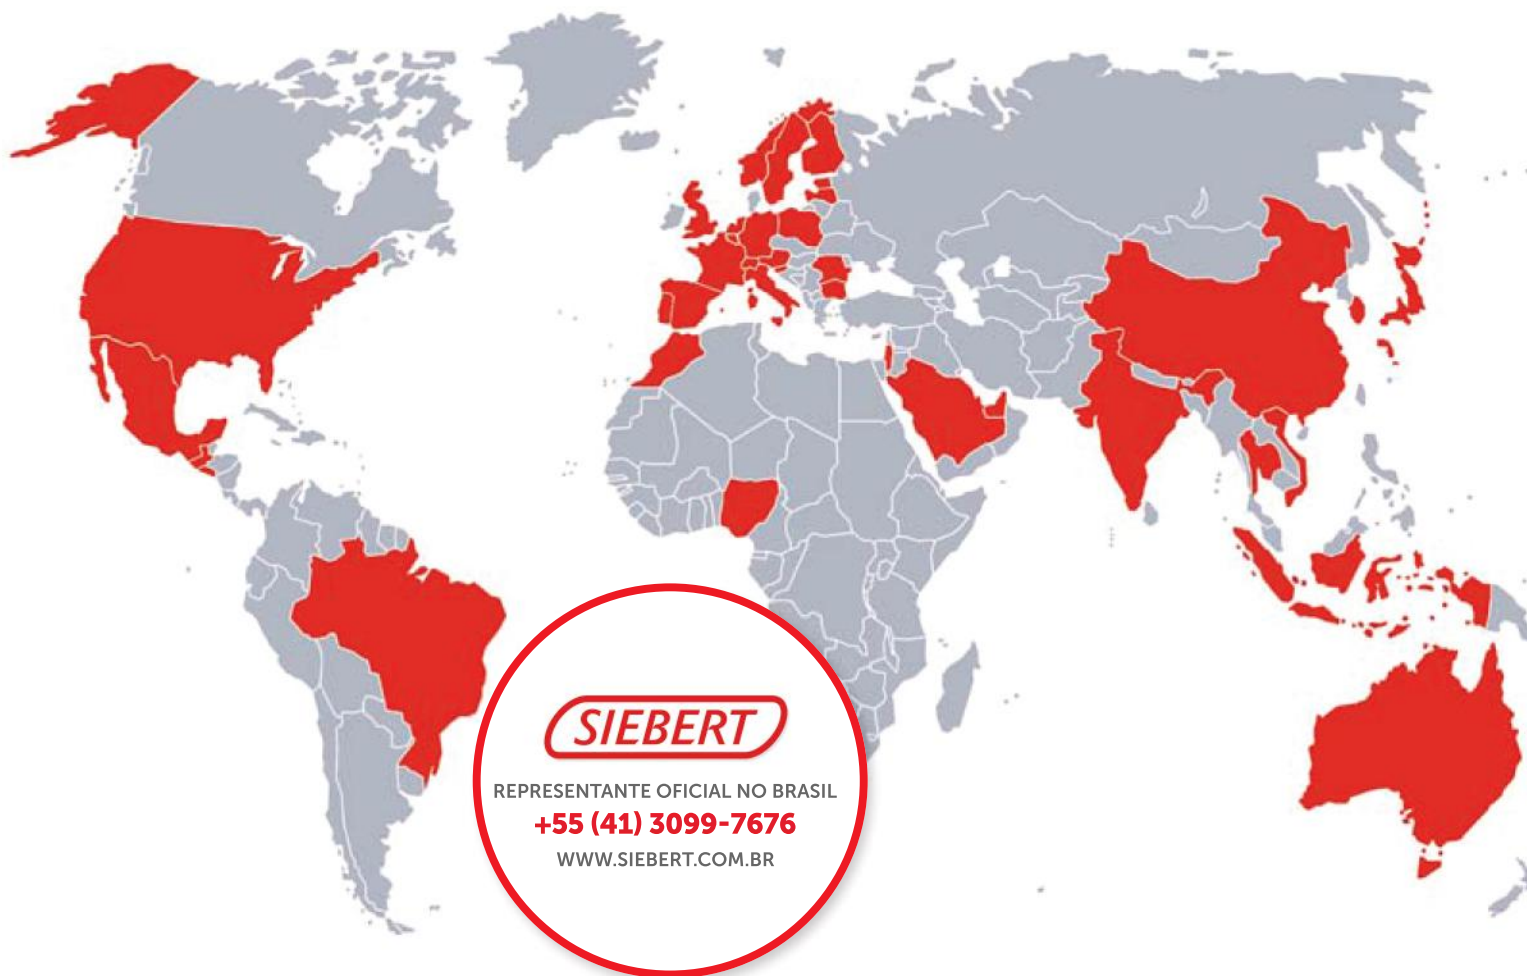 SIEBERT
REPRESENTANTE OFICIAL NO BRASIL
+55 (41) 3099-7676
WWW.SIEBERT.COM.BR